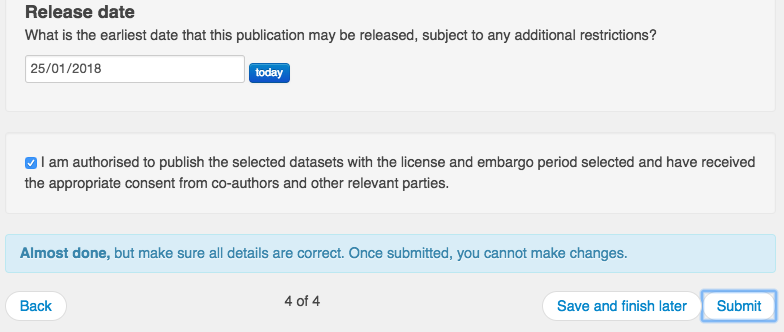 Release date
What is the earliest date that this publication may be released, subject to any additional restrictions?
25/01/2018 today
I am authorised to publish the selected datasets with the license and embargo period selected and have received
the appropriate consent from co-authors and other relevant parties.
Almost done, but make sure all details are correct. Once submitted, you cannot make changes.
Back 4 of 4 Save and finish later Submit